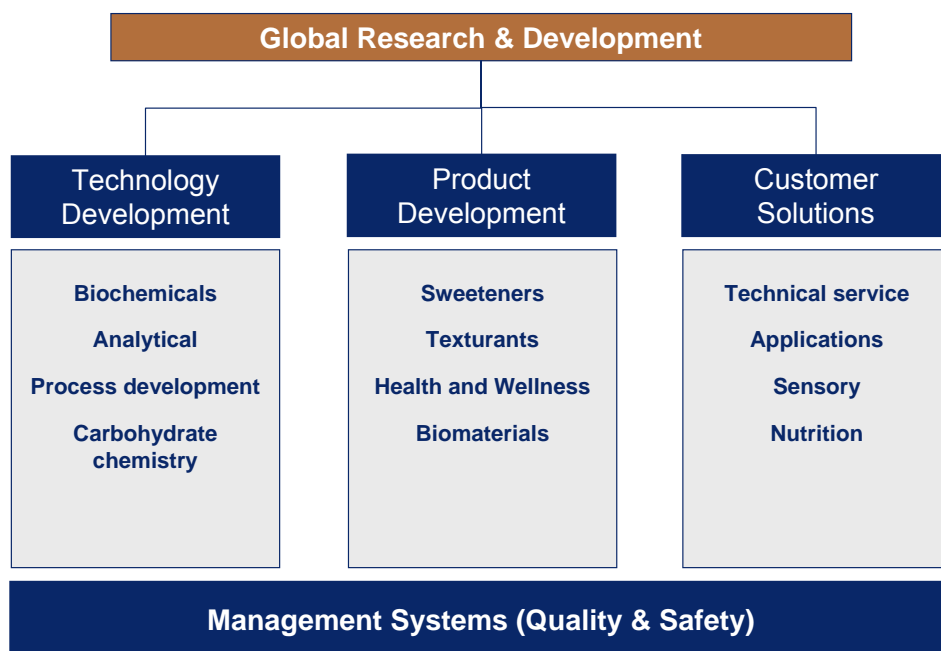 Global Research & Development
Technology
Development
Product
Development
Customer
Solutions
Biochemicals
Analytical
Process development
Carbohydrate
chemistry
Sweeteners
Texturants
Health and Wellness
Biomaterials
Technical service
Applications
Sensory
Nutrition
Management Systems (Quality & Safety)